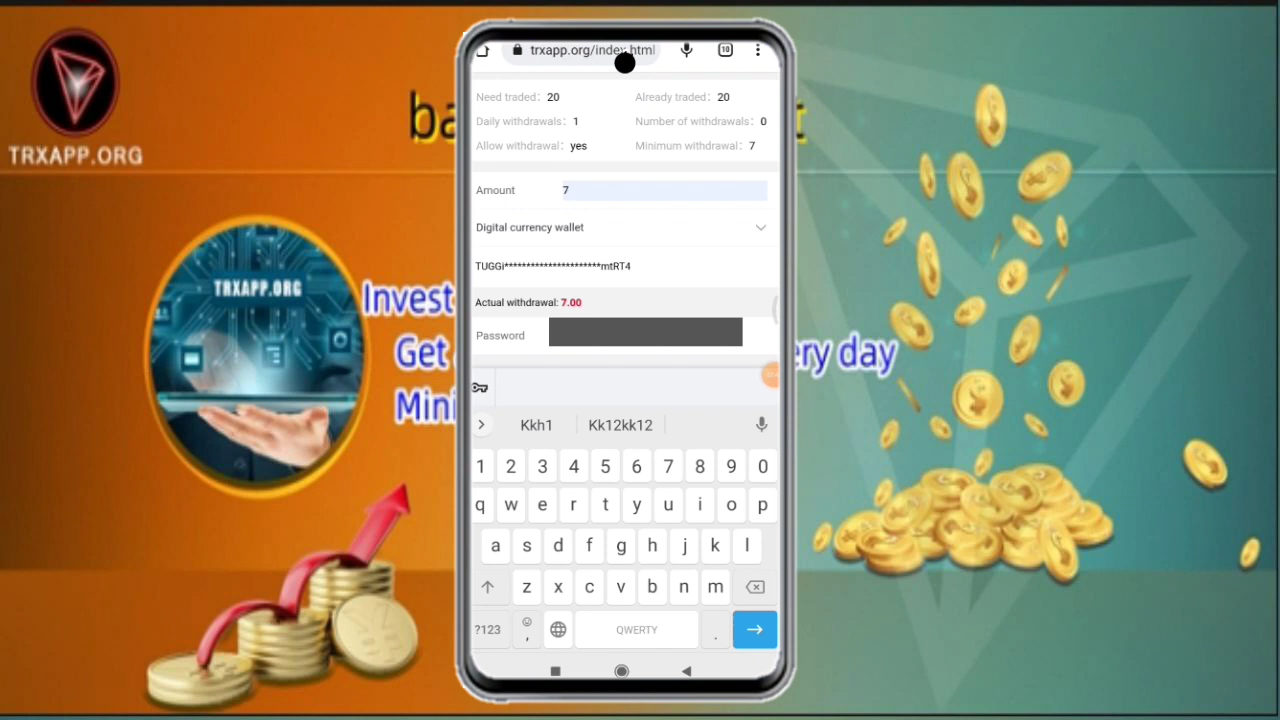 TRXAPP.ORG
TRXAPP.ORG
Invest
Get
Mini
ery day
trxapp.org/index.html
10
Need traded: 20 Already traded: 20
Daily withdrawals: 1 Number of withdrawals: 0
Allow withdrawal: yes Minimum withdrawal: 7
Amount 7
Digital currency wallet
TUGGi***********************mtRT4
Actual withdrawal: 7.00
Password
Kkh1 Kk12kk12
1 2 3 4 5 6 7 8 9 0
q w e r t y u i o p
a s d f g h j k l
z x c v b n m
?123 , QWERTY .